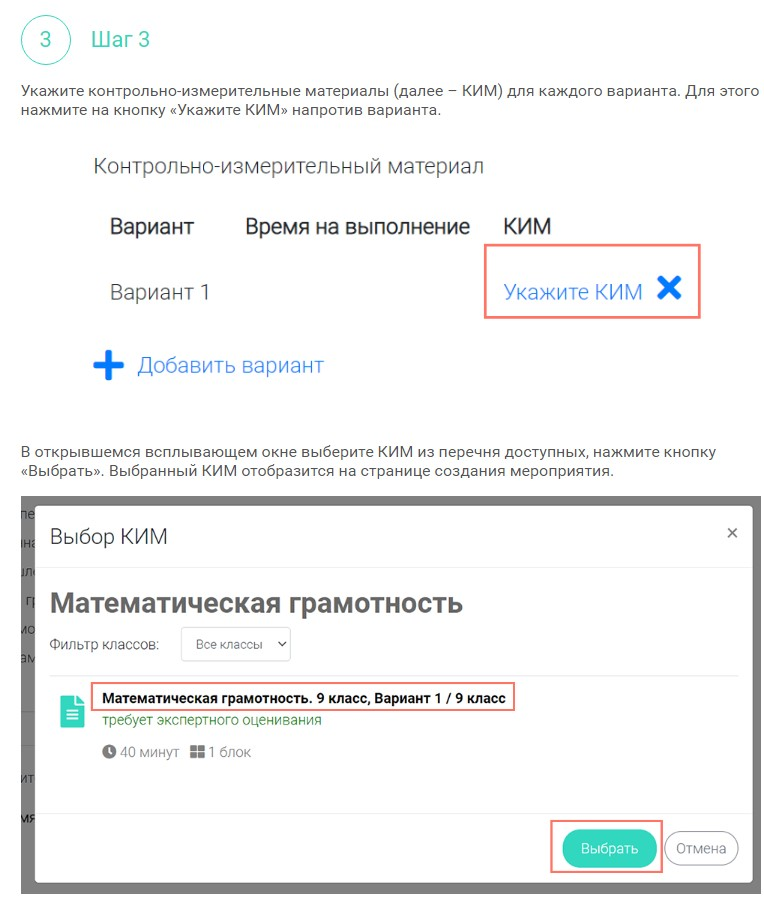 3 Шаг 3
Укажите контрольно-измерительные материалы (далее – КИМ) для каждого варианта. Для этого
нажмите на кнопку «Укажите КИМ» напротив варианта.
Контрольно-измерительный материал
Вариант Время на выполнение КИМ
Вариант 1 Укажите КИМ
Добавить вариант
В открывшемся всплывающем окне выберите КИМ из перечня доступных, нажмите кнопку
«Выбрать». Выбранный КИМ отобразится на странице создания мероприятия.
Выбор КИМ ×
Математическая грамотность
Фильтр классов: Все классы
Математическая грамотность. 9 класс, Вариант 1 / 9 класс
требует экспертного оценивания
40 минут 1 блок
Выбрать Отмена